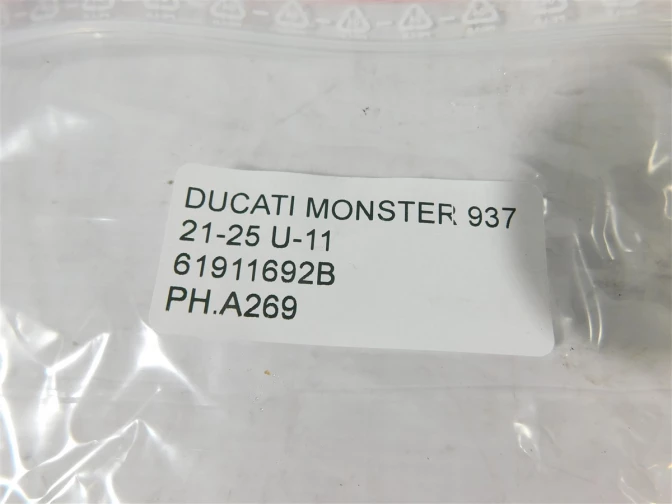 DUCATI MONSTER 937
21-25 U-11
61911692B
PH.A269